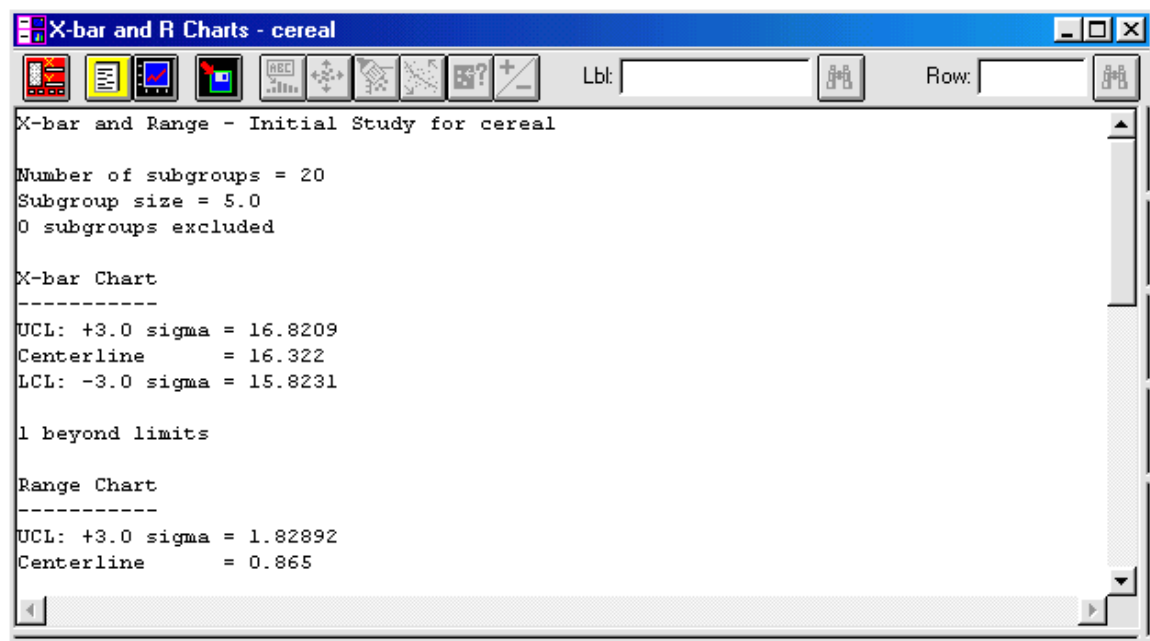 X-bar and R Charts - cereal
ABC
Lbl:
Row:
X-bar and Range - Initial Study for cereal
Number of subgroups = 20
Subgroup size = 5.0
0 subgroups excluded
X-bar Chart
-----------
UCL: +3.0 sigma = 16.8209
Centerline      = 16.322
LCL: -3.0 sigma = 15.8231
1 beyond limits
Range Chart
-----------
UCL: +3.0 sigma = 1.82892
Centerline      = 0.865